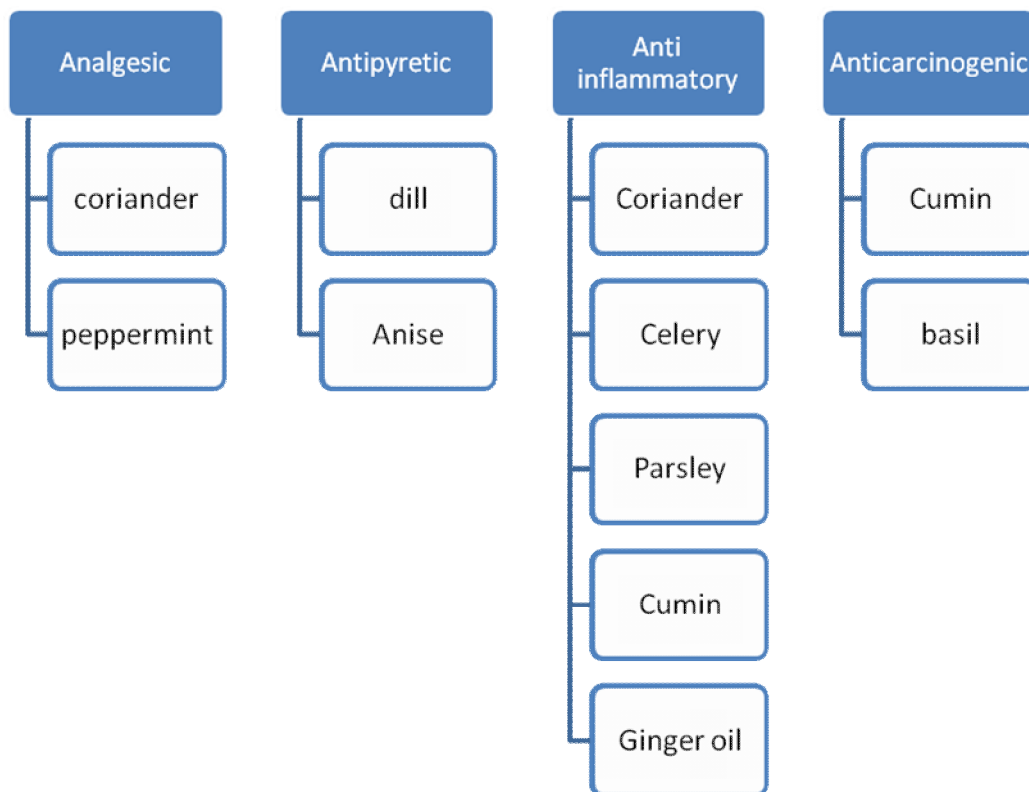 Analgesic
coriander
peppermint
Antipyretic
dill
Anise
Anti
inflammatory
Coriander
Celery
Parsley
Cumin
Ginger oil
Anticarcinogenic
Cumin
basil